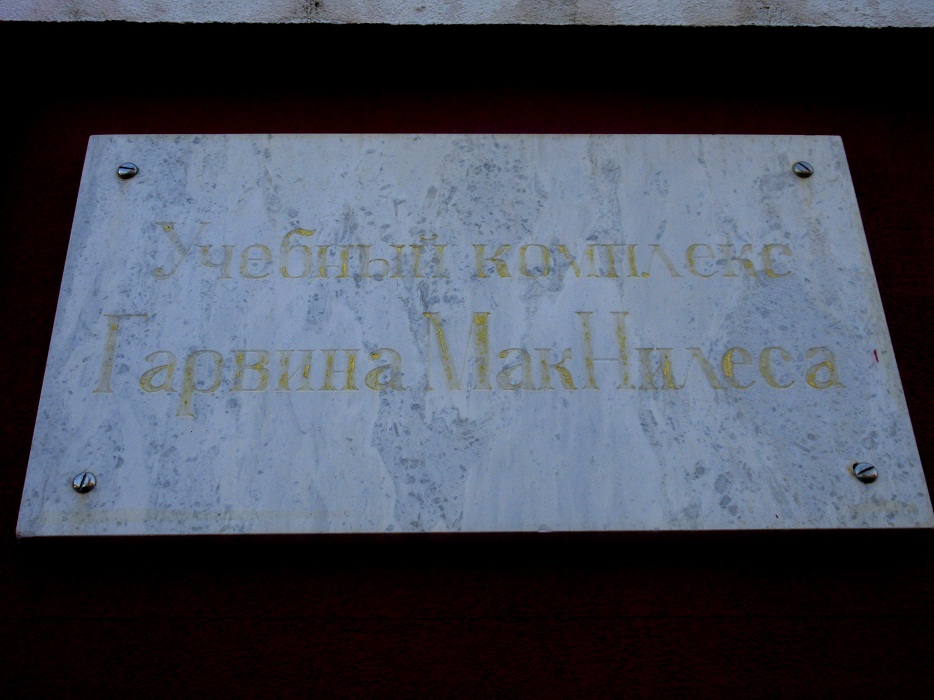 Учебный комплекс
Гарвина МакНилеса